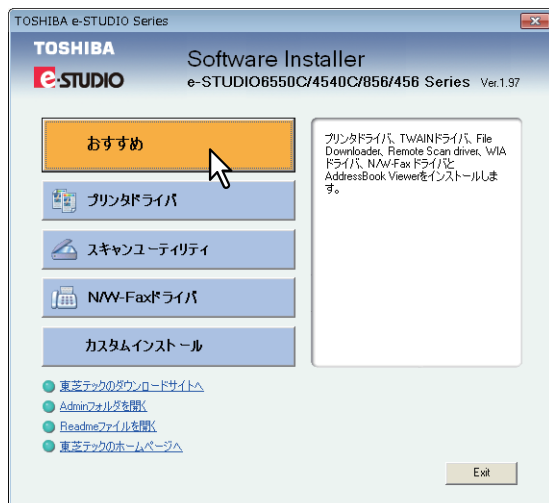 TOSHIBA e-STUDIO Series
TOSHIBA
e-STUDIO
Software Installer
e-STUDIO6550C/4540C/856/456 Series Ver.1.97
おすすめ
プリンタドライバ
スキャンユーティリティ
N/W-Faxドライバ
カスタムインストール
プリンタドライバ、TWAINドライバ、File
Downloader、Remote Scan driver、WIA
ドライバ、N/W-Fax ドライバと
AddressBook Viewerをインストールしま
す。
東芝テックのダウンロードサイトへ
Adminフォルダを開く
Readmeファイルを開く
東芝テックのホームページへ
Exit